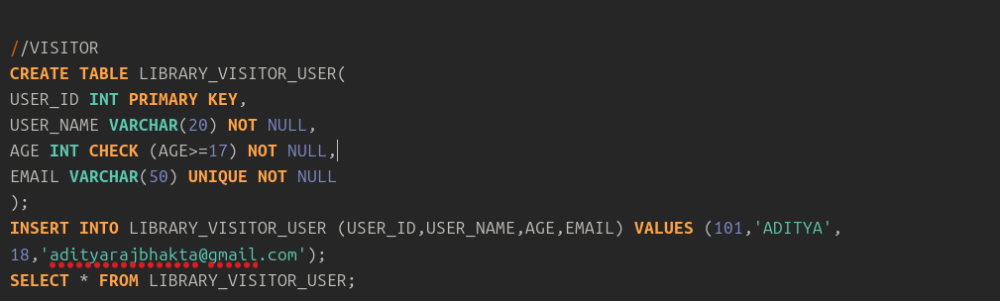 //VISITOR
CREATE TABLE LIBRARY_VISITOR_USER(
USER_ID INT PRIMARY KEY,
USER_NAME VARCHAR(20) NOT NULL,
AGE INT CHECK (AGE>=17) NOT NULL,
EMAIL VARCHAR(50) UNIQUE NOT NULL
);
INSERT INTO LIBRARY_VISITOR_USER (USER_ID,USER_NAME,AGE,EMAIL) VALUES (101,'ADITYA',
18,'adityarajbhakta@gmail.com');
SELECT * FROM LIBRARY_VISITOR_USER;